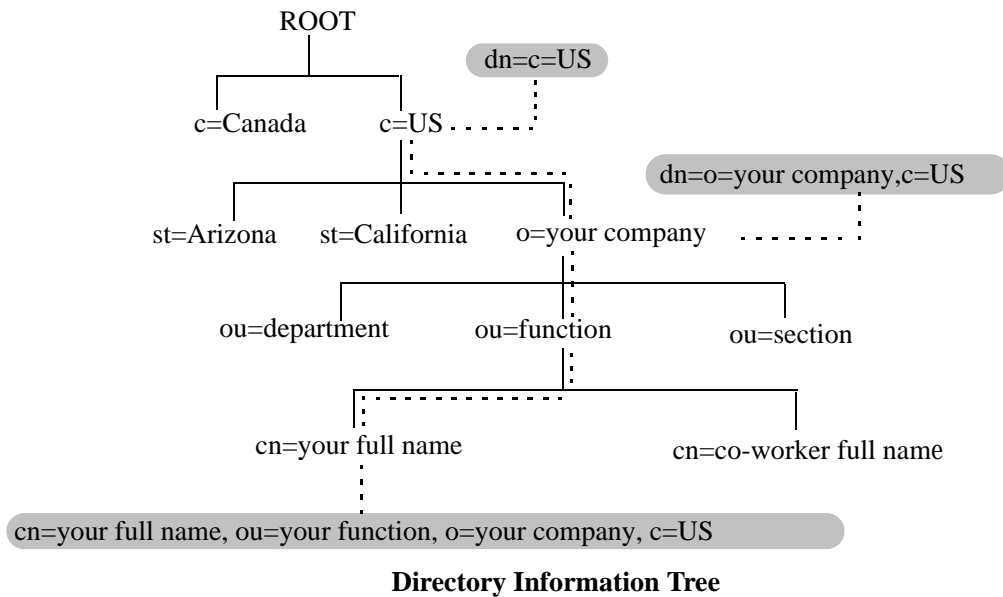 ROOT
dn=c=US
c=Canada
c=US
dn=o=your company,c=US
st=Arizona
st=California
o=your company
ou=department
ou=function
ou=section
cn=your full name
cn=co-worker full name
cn=your full name, ou=your function, o=your company, c=US
Directory Information Tree